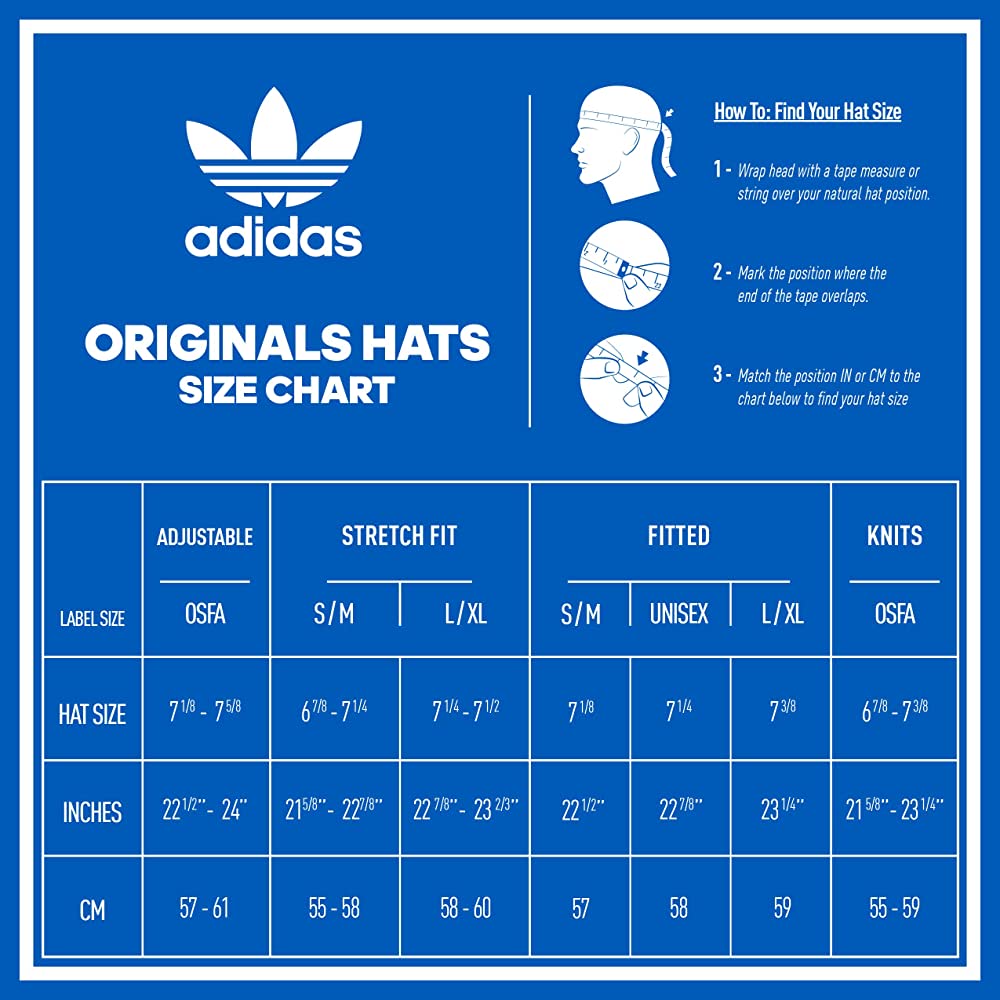 adidas
ORIGINALS HATS
SIZE CHART
How To: Find Your Hat Size
1 - Wrap head with a tape measure or
string over your natural hat position.
2 - Mark the position where the
end of the tape overlaps.
3 - Match the position IN or CM to the
chart below to find your hat size
ADJUSTABLE STRETCH FIT FITTED KNITS
LABEL SIZE OSFA S/M L/XL S/M UNISEX L/XL OSFA
HAT SIZE 7 1/8 - 7 5/8 6 7/8 - 7 1/4 7 1/4 - 7 1/2 7 1/8 7 1/4 7 3/8 6 7/8 - 7 3/8
INCHES 22 1/2" - 24" 21 5/8" - 22 7/8" 22 7/8" - 23 2/3" 22 1/2" 22 7/8" 23 1/4" 21 5/8" - 23 1/4"
CM 57 - 61 55 - 58 58 - 60 57 58 59 55 - 59